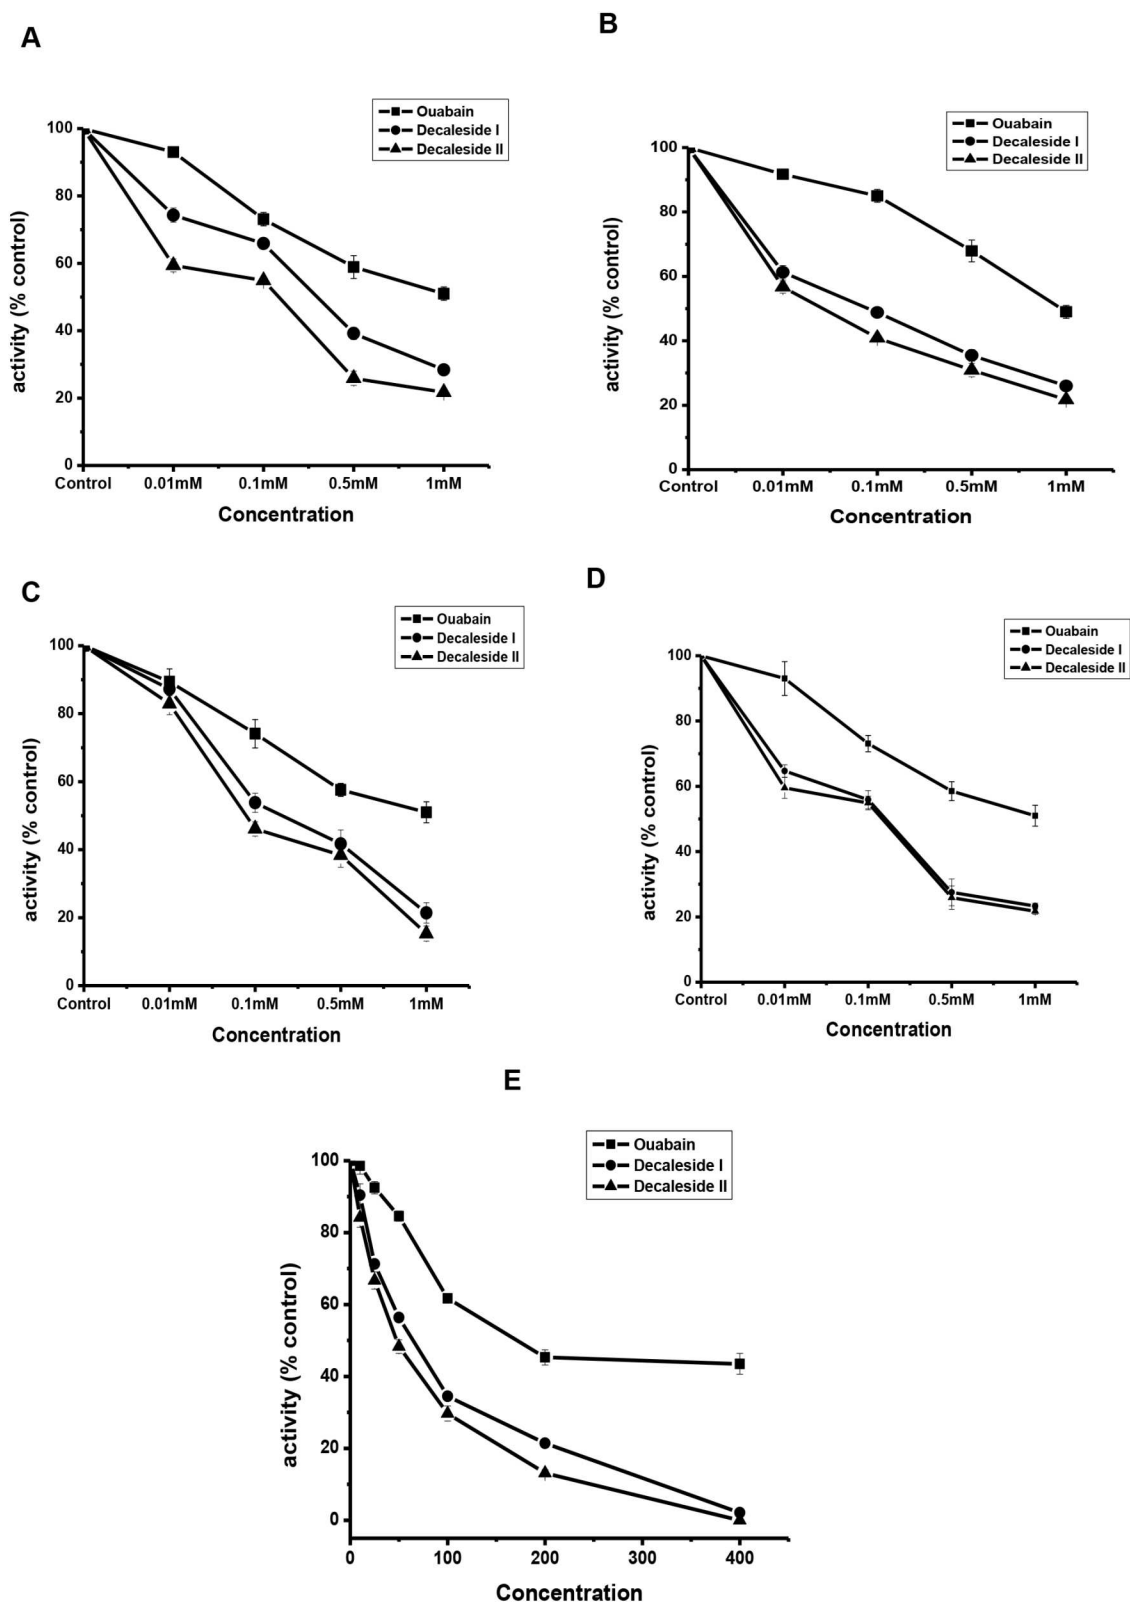 A
Ouabain
Decaleside I
Decaleside II
100
80
60
40
20
0
activity (% control)
Control 0.01mM 0.1mM 0.5mM 1mM
Concentration
B
Ouabain
Decaleside I
Decaleside II
100
80
60
40
20
0
activity (% control)
Control 0.01mM 0.1mM 0.5mM 1mM
Concentration
C
Ouabain
Decaleside I
Decaleside II
100
80
60
40
20
0
activity (% control)
Control 0.01mM 0.1mM 0.5mM 1mM
Concentration
D
Ouabain
Decaleside I
Decaleside II
100
80
60
40
20
0
activity (% control)
Control 0.01mM 0.1mM 0.5mM 1mM
Concentration
E
Ouabain
Decaleside I
Decaleside II
100
80
60
40
20
0
activity (% control)
0 100 200 300 400
Concentration